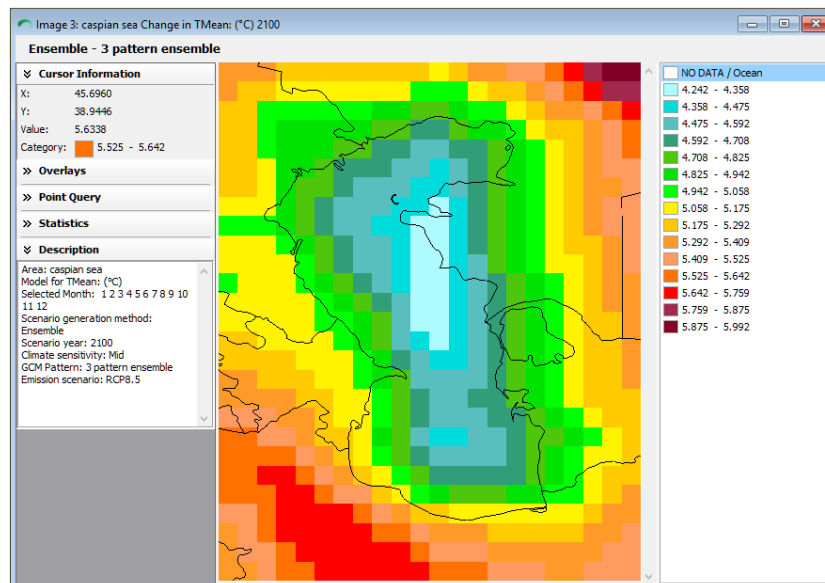 Image 3: caspian sea Change in TMean: (°C) 2100
Ensemble - 3 pattern ensemble
Cursor Information
X: 45.6960
Y: 38.9446
Value: 5.6338
Category: 5.525 - 5.642
Overlays
Point Query
Statistics
Description
Area: caspian sea
Model for TMean: (°C)
Selected Month: 1 2 3 4 5 6 7 8 9 10
11 12
Scenario generation method:
Ensemble
Scenario year: 2100
Climate sensitivity: Mid
GCM Pattern: 3 pattern ensemble
Emission scenario: RCP8.5
NO DATA / Ocean
4.242 - 4.358
4.358 - 4.475
4.475 - 4.592
4.592 - 4.708
4.708 - 4.825
4.825 - 4.942
4.942 - 5.058
5.058 - 5.175
5.175 - 5.292
5.292 - 5.409
5.409 - 5.525
5.525 - 5.642
5.642 - 5.759
5.759 - 5.875
5.875 - 5.992